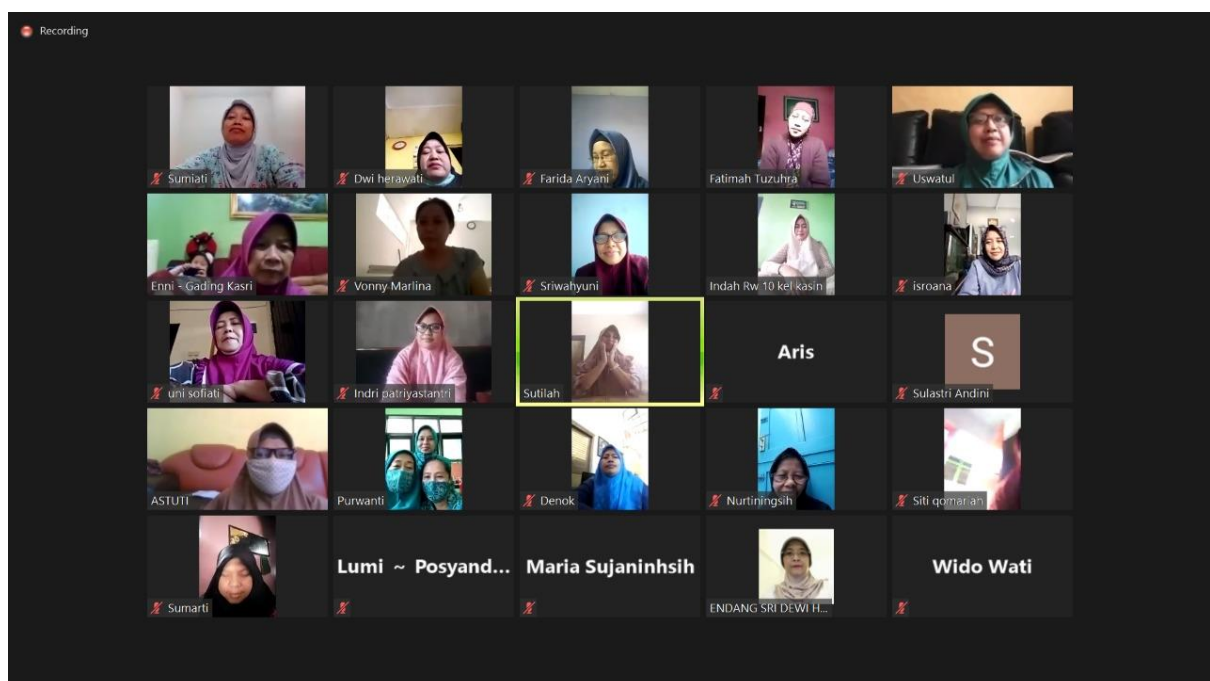 Recording
Sumiati
Dwi herawati
Farida Aryani
Fatimah Tuzuhra
Uswatul
Enni - Gading Kasri
Vonny Marlina
Sriwahyuni
Indah Rw 10 kel kasin
isroana
uni sofiati
Indri patriyastantri
Sutilah
Aris
S
Sulastri Andini
ASTUTI
Purwanti
Denok
Nurtiningsih
Siti qomariah
Sumarti
Lumi ~ Posyand...
Maria Sujaninhsih
ENDANG SRI DEWI H...
Wido Wati